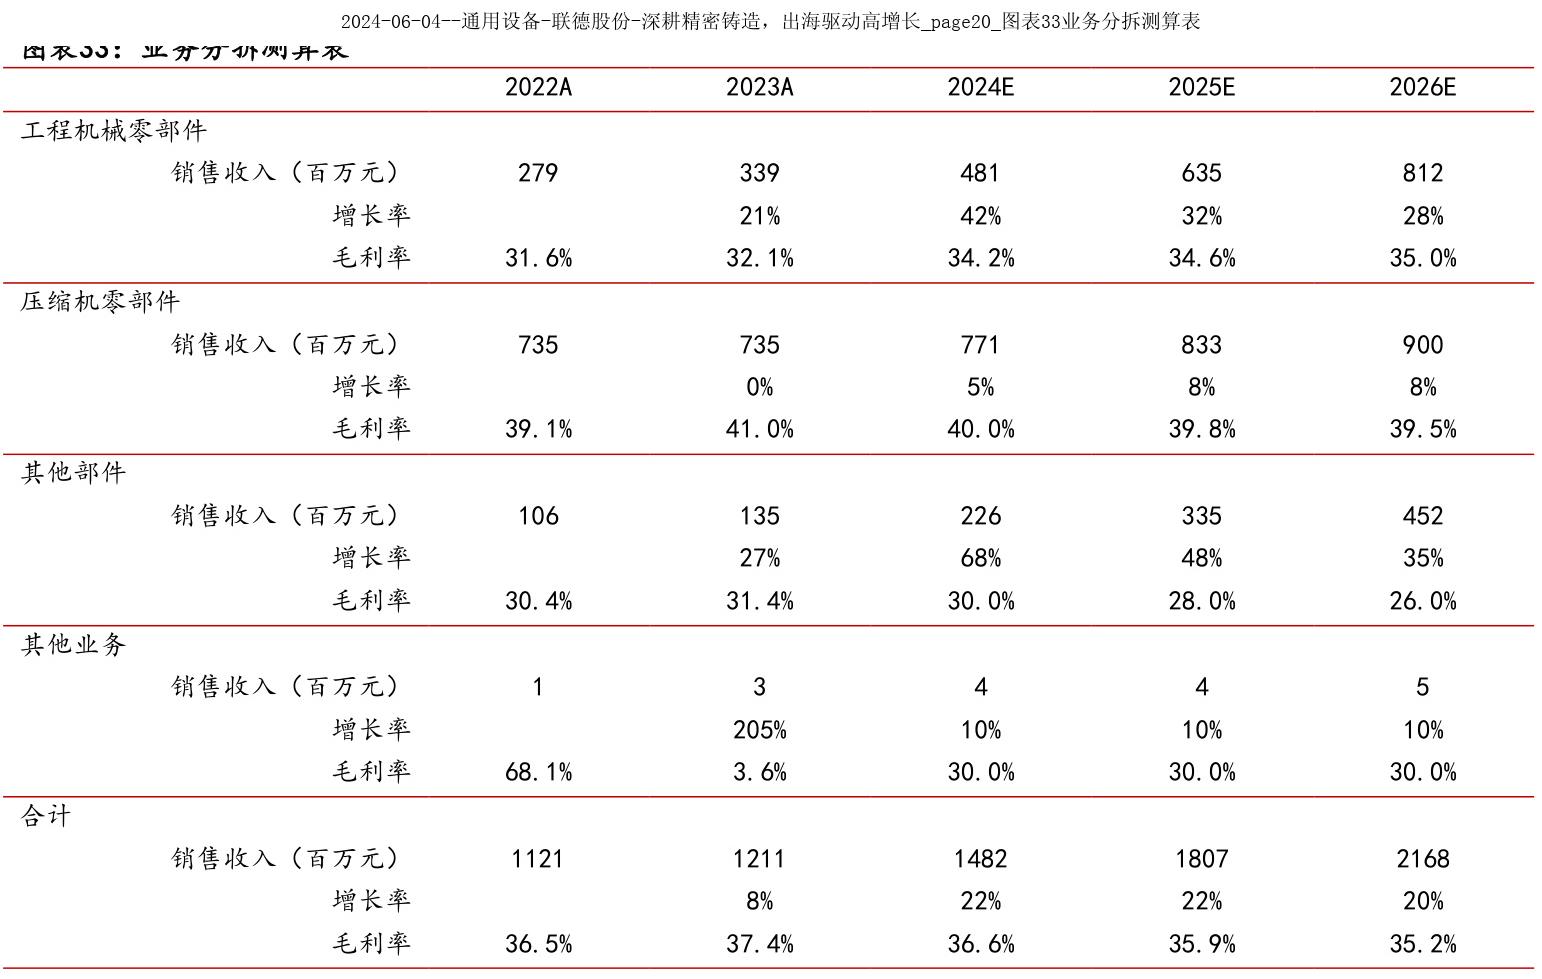 2024-06-04--通用设备-联德股份-深耕精密铸造，出海驱动高增长_page20_图表33业务分拆测算表
图表33：业务分拆测算表
2022A 2023A 2024E 2025E 2026E
工程机械零部件
销售收入（百万元） 279 339 481 635 812
增长率 21% 42% 32% 28%
毛利率 31.6% 32.1% 34.2% 34.6% 35.0%
压缩机零部件
销售收入（百万元） 735 735 771 833 900
增长率 0% 5% 8% 8%
毛利率 39.1% 41.0% 40.0% 39.8% 39.5%
其他部件
销售收入（百万元） 106 135 226 335 452
增长率 27% 68% 48% 35%
毛利率 30.4% 31.4% 30.0% 28.0% 26.0%
其他业务
销售收入（百万元） 1 3 4 4 5
增长率 205% 10% 10% 10%
毛利率 68.1% 3.6% 30.0% 30.0% 30.0%
合计
销售收入（百万元） 1121 1211 1482 1807 2168
增长率 8% 22% 22% 20%
毛利率 36.5% 37.4% 36.6% 35.9% 35.2%